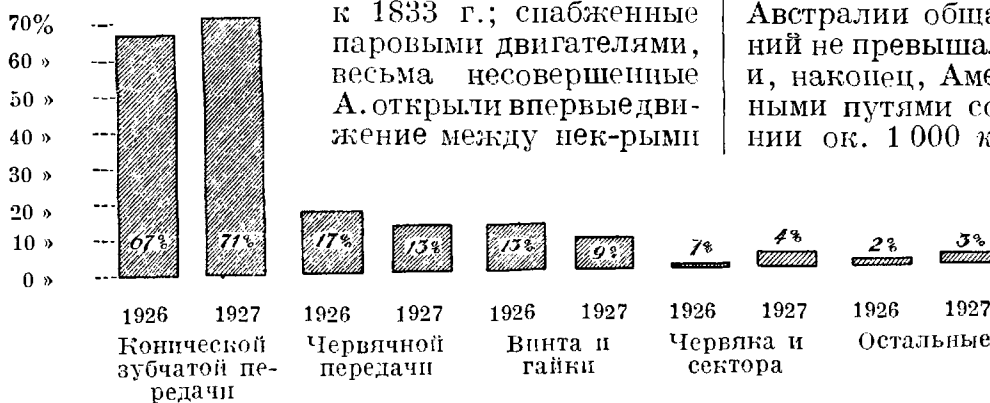 к 1833 г.; снабженные
паровыми двигателями,
весьма несовершенные
А. открыли впервые дви-
жение между нек-рыми
Австралии обща
ний не превышал
и, наконец, Аме
ными путями со
нии ок. 1 000 к
70%
60 »
50 »
40 »
30 »
20 »
10 »
0 »
67% 71% 17% 13% 13% 9% 1% 4% 2% 3%
1926 1927 1926 1927 1926 1927 1926 1927 1926 1927
Конической
зубчатой пе-
редачи
Червячной
передачи
Винта и
гайки
Червяка и
сектора
Остальные